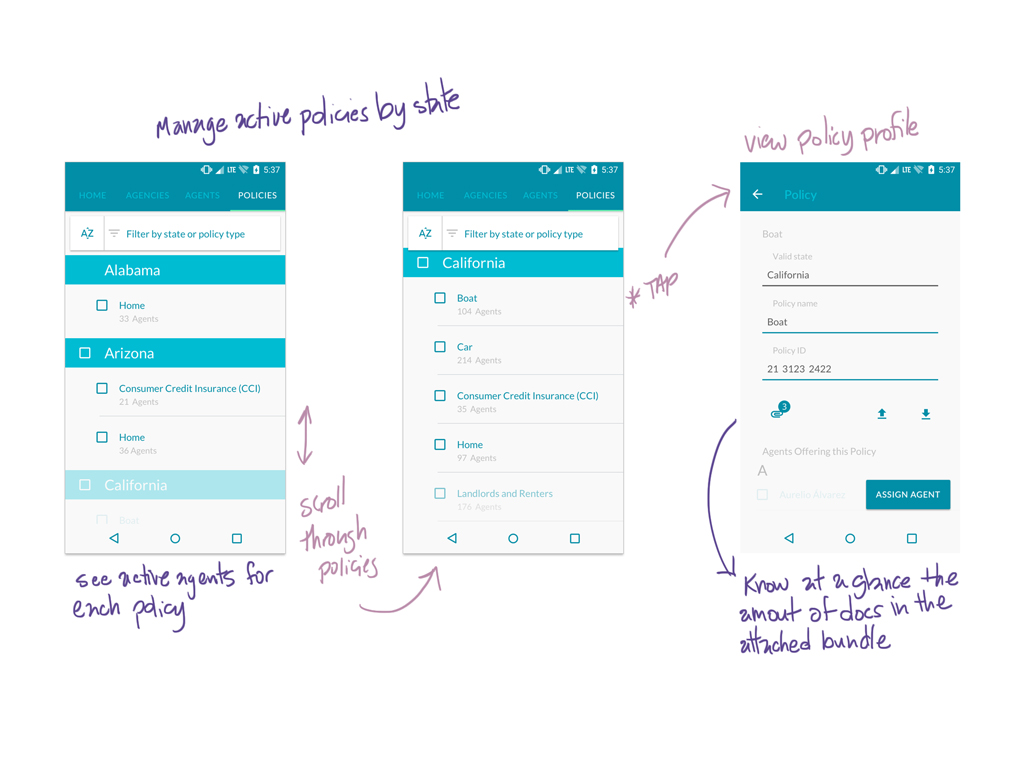 Manage active policies by state
LTE 5:37
HOME AGENCIES AGENTS POLICIES
AZ Filter by state or policy type
Alabama
Home
33 Agents
Arizona
Consumer Credit Insurance (CCI)
21 Agents
Home
36 Agents
California
Boat
see active agents for
each policy
scroll
through
policies
LTE 5:37
HOME AGENCIES AGENTS POLICIES
AZ Filter by state or policy type
California
Boat
104 Agents
Car
214 Agents
Consumer Credit Insurance (CCI)
35 Agents
Home
97 Agents
Landlords and Renters
176 Agents
* TAP
view policy profile
LTE 5:37
Policy
Boat
Valid state
California
Policy name
Boat
Policy ID
21 3123 2422
3
Agents Offering this Policy
A
Aurelio Alvarez
ASSIGN AGENT
Know at a glance the
amout of docs in the
attached bundle